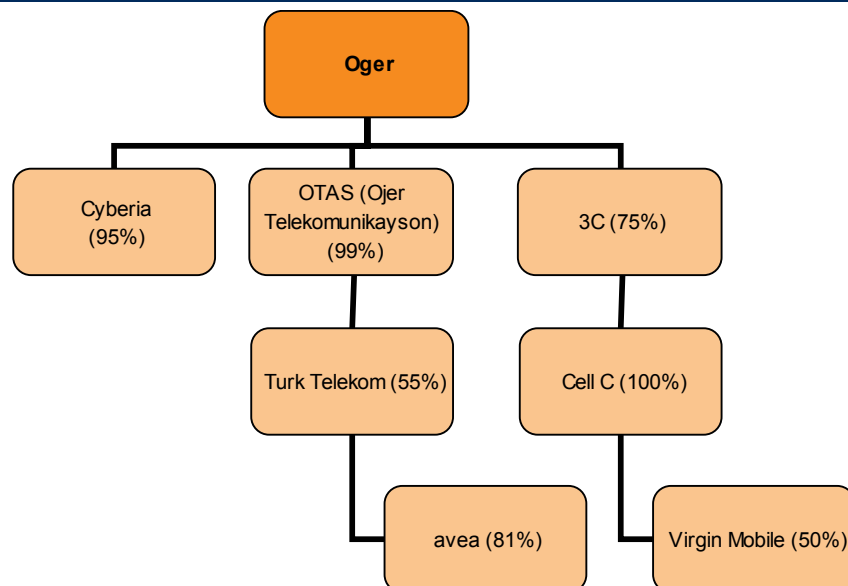 Oger
Cyberia
(95%)
OTAS (Ojer
Telekomunikayson)
(99%)
3C (75%)
Turk Telekom (55%)
Cell C (100%)
avea (81%)
Virgin Mobile (50%)